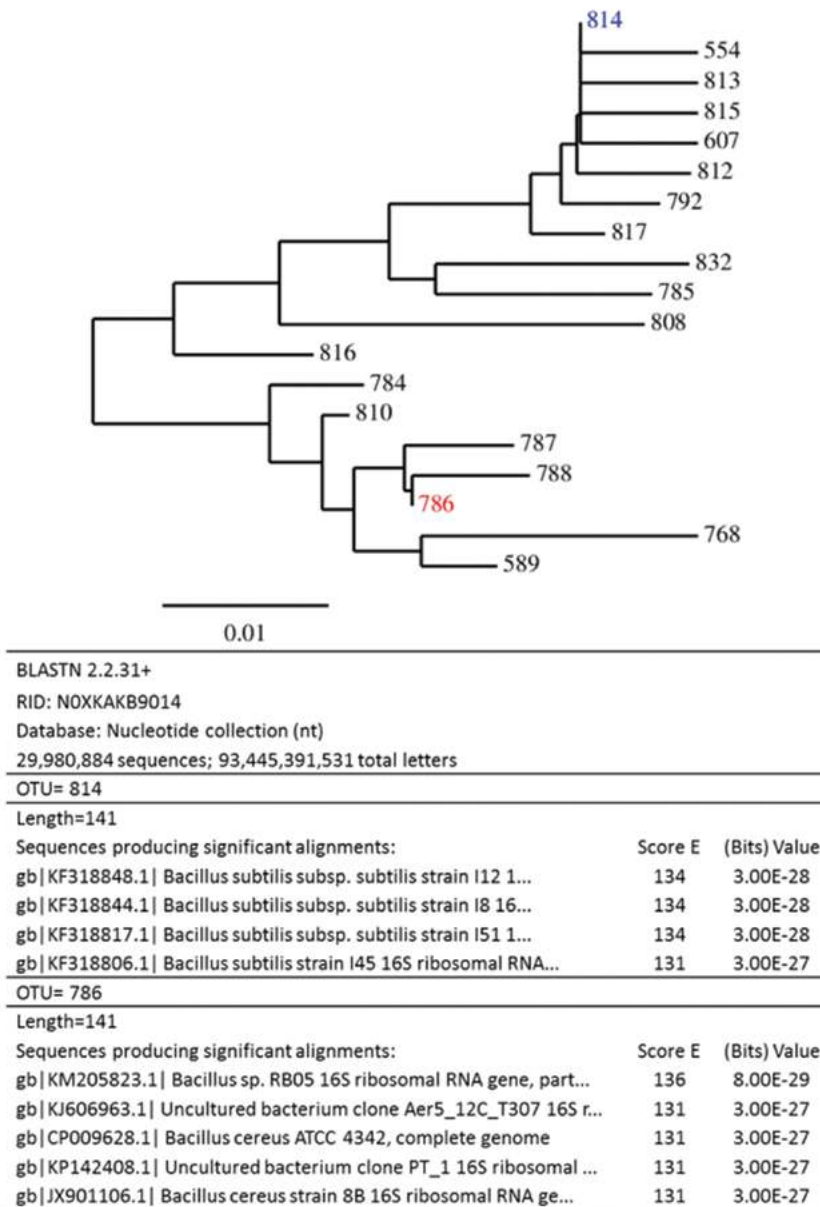 814
554
813
815
607
812
792
817
832
785
808
816
784
810
787
788
786
768
589
0.01
BLASTN 2.2.31+
RID: N0XKAKB9014
Database: Nucleotide collection (nt)
29,980,884 sequences; 93,445,391,531 total letters
OTU= 814
Length=141
Sequences producing significant alignments: Score E (Bits) Value
gb|KF318848.1| Bacillus subtilis subsp. subtilis strain I12 1... 134 3.00E-28
gb|KF318844.1| Bacillus subtilis subsp. subtilis strain I8 16... 134 3.00E-28
gb|KF318817.1| Bacillus subtilis subsp. subtilis strain I51 1... 134 3.00E-28
gb|KF318806.1| Bacillus subtilis strain I45 16S ribosomal RNA... 131 3.00E-27
OTU= 786
Length=141
Sequences producing significant alignments: Score E (Bits) Value
gb|KM205823.1| Bacillus sp. RB05 16S ribosomal RNA gene, part... 136 8.00E-29
gb|KJ606963.1| Uncultured bacterium clone Aer5_12C_T307 16S r... 131 3.00E-27
gb|CP009628.1| Bacillus cereus ATCC 4342, complete genome 131 3.00E-27
gb|KP142408.1| Uncultured bacterium clone PT_1 16S ribosomal ... 131 3.00E-27
gb|JX901106.1| Bacillus cereus strain 8B 16S ribosomal RNA ge... 131 3.00E-27